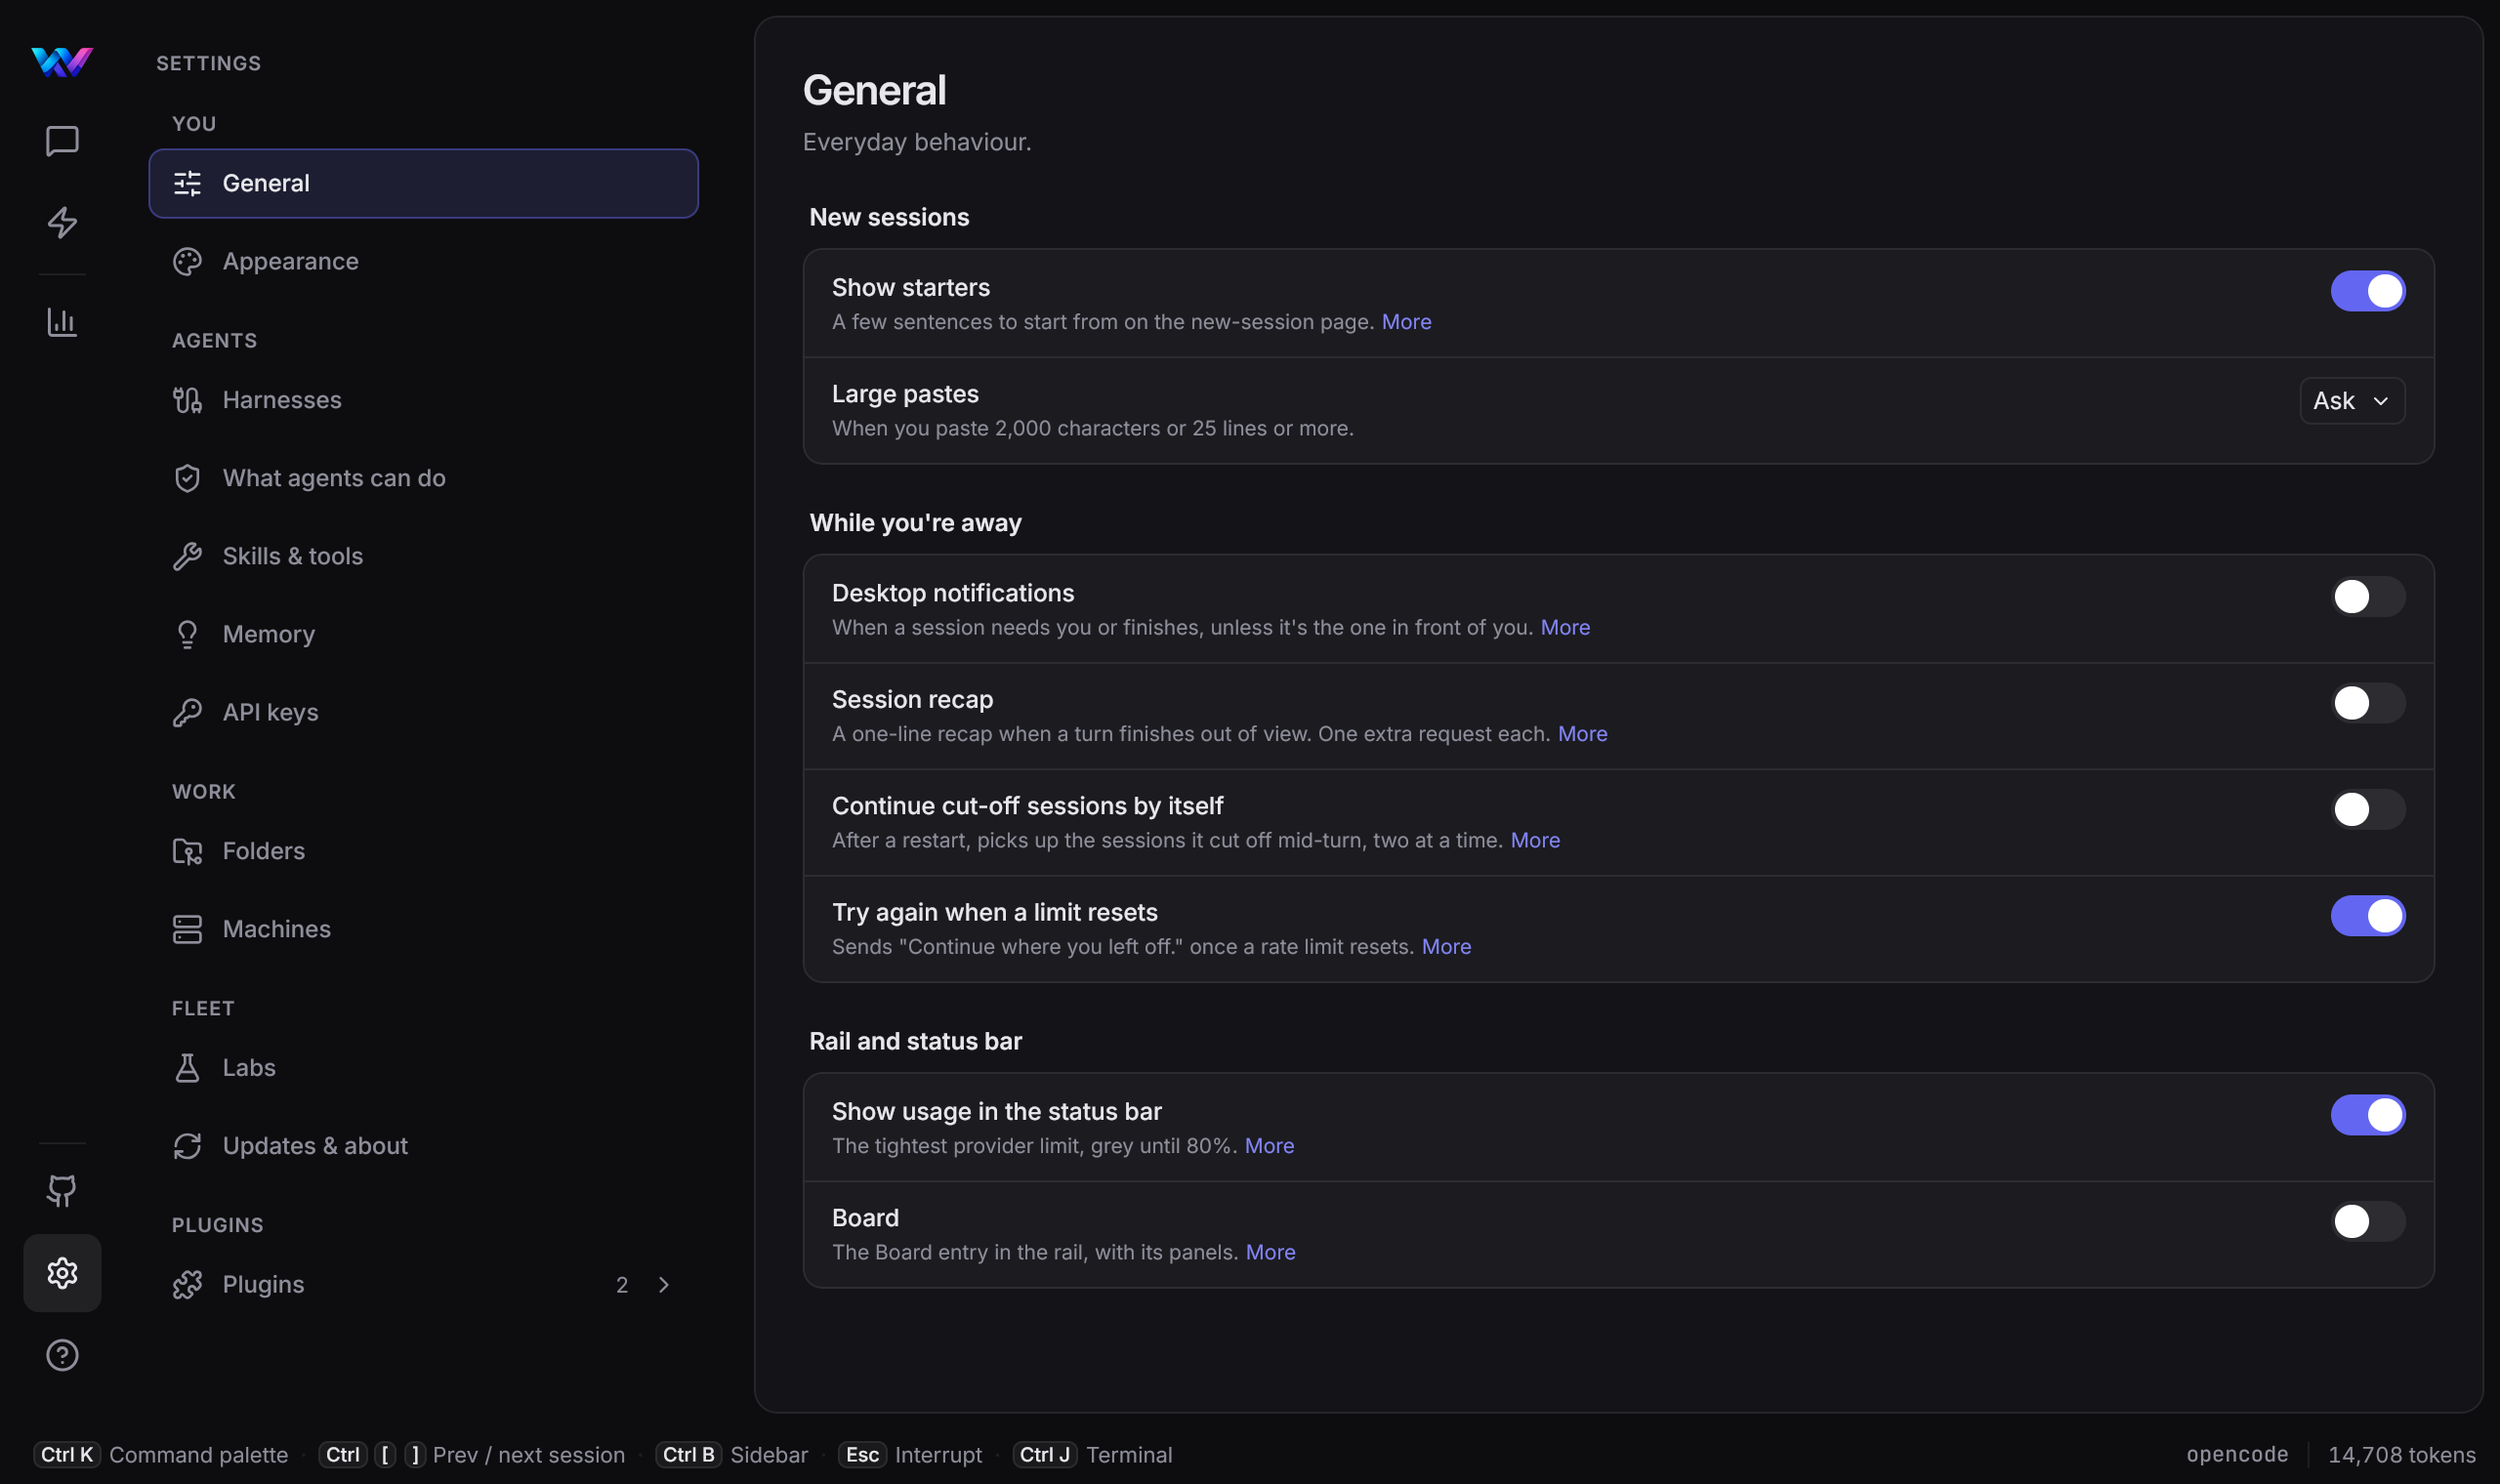 SETTINGS
YOU
General
Appearance
AGENTS
Harnesses
What agents can do
Skills & tools
Memory
API keys
WORK
Folders
Machines
FLEET
Labs
Updates & about
PLUGINS
Plugins 2
General
Everyday behaviour.
New sessions
Show starters
A few sentences to start from on the new-session page. More
Large pastes
Ask
When you paste 2,000 characters or 25 lines or more.
While you're away
Desktop notifications
When a session needs you or finishes, unless it's the one in front of you. More
Session recap
A one-line recap when a turn finishes out of view. One extra request each. More
Continue cut-off sessions by itself
After a restart, picks up the sessions it cut off mid-turn, two at a time. More
Try again when a limit resets
Sends "Continue where you left off." once a rate limit resets. More
Rail and status bar
Show usage in the status bar
The tightest provider limit, grey until 80%. More
Board
The Board entry in the rail, with its panels. More
Ctrl K Command palette · Ctrl [ ] Prev / next session · Ctrl B Sidebar · Esc Interrupt · Ctrl J Terminal
opencode 14,708 tokens